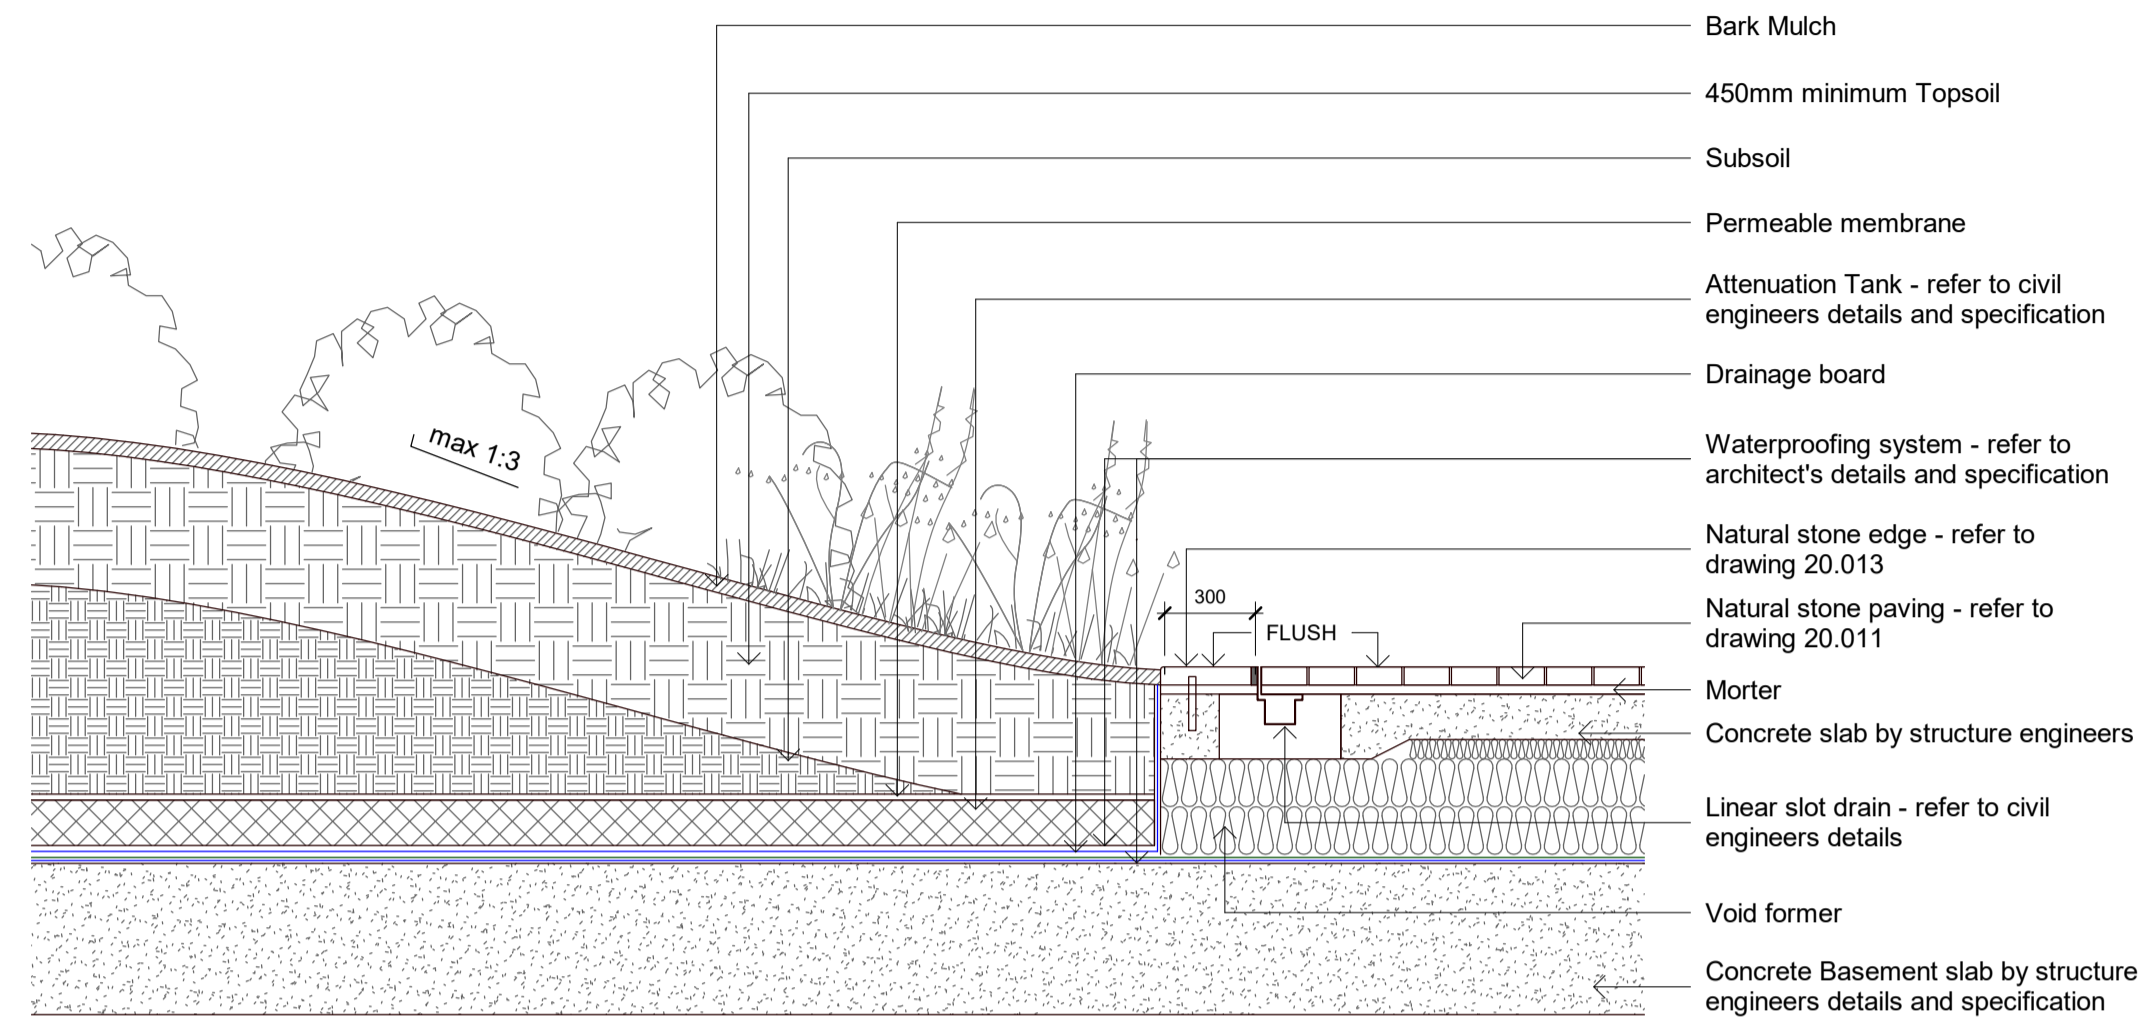 Bark Mulch
450mm minimum Topsoil
Subsoil
Permeable membrane
Attenuation Tank - refer to civil
engineers details and specification
Drainage board
Waterproofing system - refer to
architect's details and specification
Natural stone edge - refer to
drawing 20.013
Natural stone paving - refer to
drawing 20.011
Morter
Concrete slab by structure engineers
Linear slot drain - refer to civil
engineers details
Void former
Concrete Basement slab by structure
engineers details and specification
max 1:3
300
FLUSH